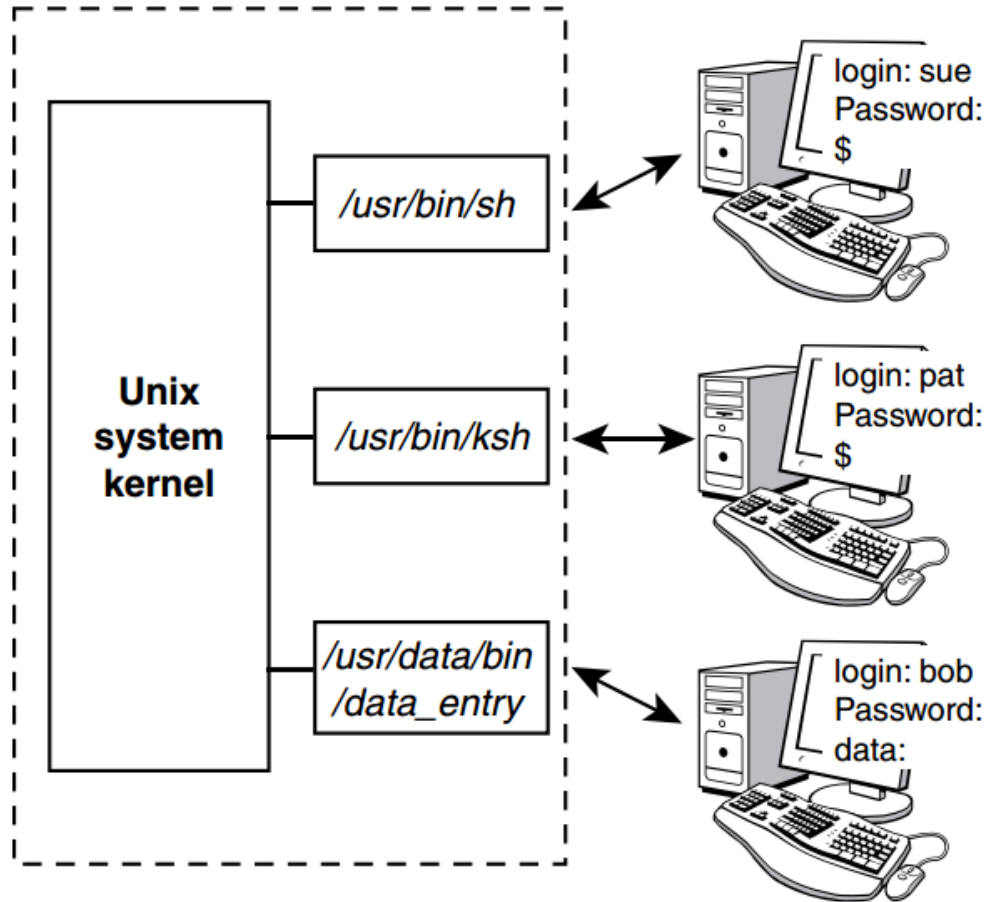 Unix
system
kernel
/usr/bin/sh
/usr/bin/ksh
/usr/data/bin
/data_entry
login: sue
Password:
$
login: pat
Password:
$
login: bob
Password:
data: